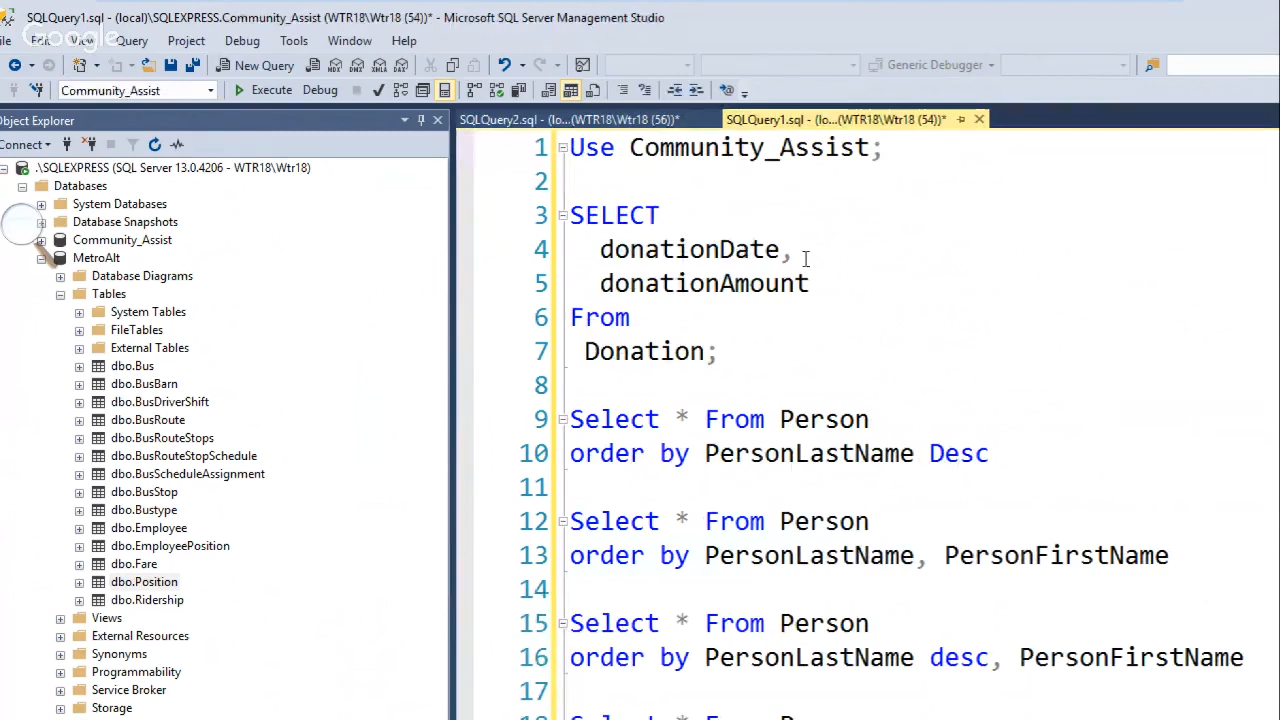 SQLQuery1.sql - (local)\SQLEXPRESS.Community_Assist (WTR18\Wtr18 (54))* - Microsoft SQL Server Management Studio
Google
View Query Project Debug Tools Window Help
New Query MDX DMX XMLA DAX Generic Debugger
Community_Assist Execute Debug
Object Explorer
Connect
SQLQuery2.sql - (lo...(WTR18\Wtr18 (56))* SQLQuery1.sql - (lo...(WTR18\Wtr18 (54))*
.\SQLEXPRESS (SQL Server 13.0.4206 - WTR18\Wtr18)
Databases
System Databases
Database Snapshots
Community_Assist
MetroAlt
Database Diagrams
Tables
System Tables
FileTables
External Tables
dbo.Bus
dbo.BusBarn
dbo.BusDriverShift
dbo.BusRoute
dbo.BusRouteStops
dbo.BusRouteStopSchedule
dbo.BusScheduleAssignment
dbo.BusStop
dbo.Bustype
dbo.Employee
dbo.EmployeePosition
dbo.Fare
dbo.Position
dbo.Ridership
Views
External Resources
Synonyms
Programmability
Service Broker
Storage
1 Use Community_Assist;
2
3 SELECT
4 donationDate,
5 donationAmount
6 From
7 Donation;
8
9 Select * From Person
10 order by PersonLastName Desc
11
12 Select * From Person
13 order by PersonLastName, PersonFirstName
14
15 Select * From Person
16 order by PersonLastName desc, PersonFirstName
17